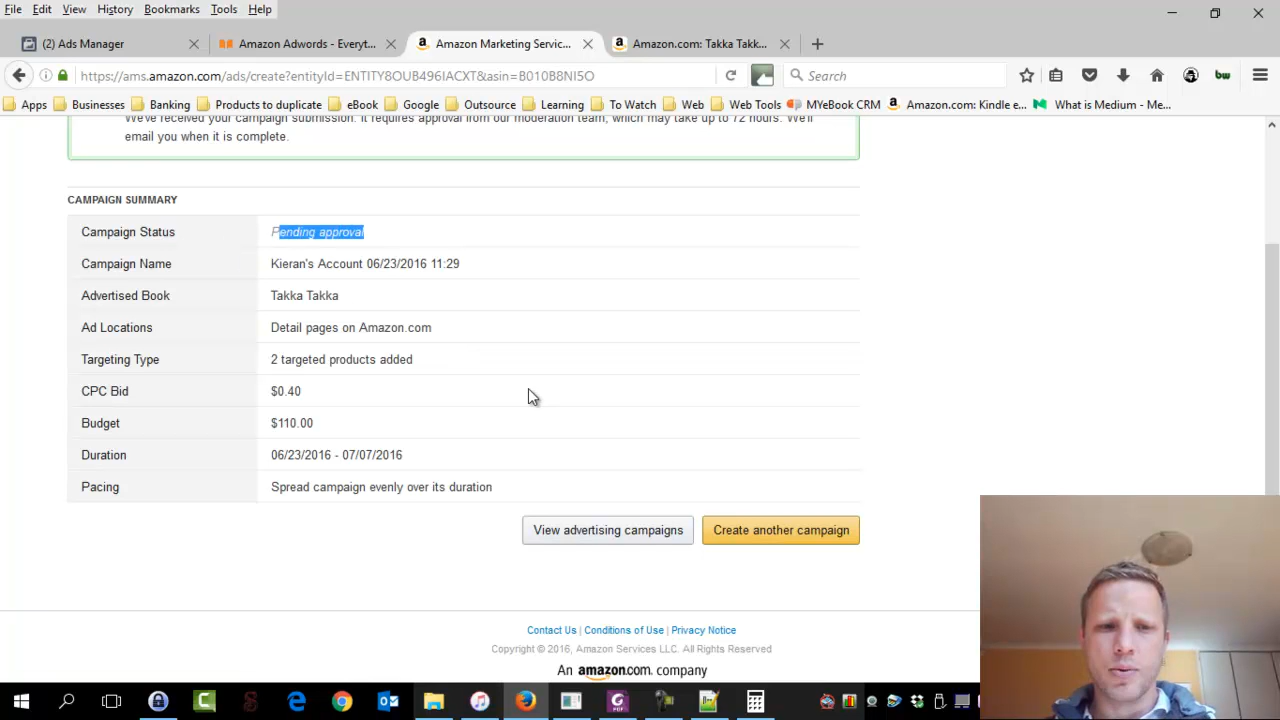 File Edit View History Bookmarks Tools Help
(2) Ads Manager
Amazon Adwords - Everyt...
Amazon Marketing Servic...
Amazon.com: Takka Takk...
https://ams.amazon.com/ads/create?entityId=ENTITY8OUB496IACXT&asin=B010B8NI5O
Search
Apps Businesses Banking Products to duplicate eBook Google Outsource Learning To Watch Web Web Tools MYeBook CRM Amazon.com: Kindle e... What is Medium - Me...
We've received your campaign submission. It requires approval from our moderation team, which may take up to 72 hours. We'll
email you when it is complete.
CAMPAIGN SUMMARY
Campaign Status Pending approval
Campaign Name Kieran's Account 06/23/2016 11:29
Advertised Book Takka Takka
Ad Locations Detail pages on Amazon.com
Targeting Type 2 targeted products added
CPC Bid $0.40
Budget $110.00
Duration 06/23/2016 - 07/07/2016
Pacing Spread campaign evenly over its duration
View advertising campaigns
Create another campaign
Contact Us | Conditions of Use | Privacy Notice
Copyright © 2016, Amazon Services LLC. All Rights Reserved
An amazon.com company